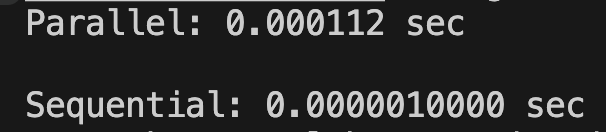 Parallel: 0.000112 sec
Sequential: 0.0000010000 sec